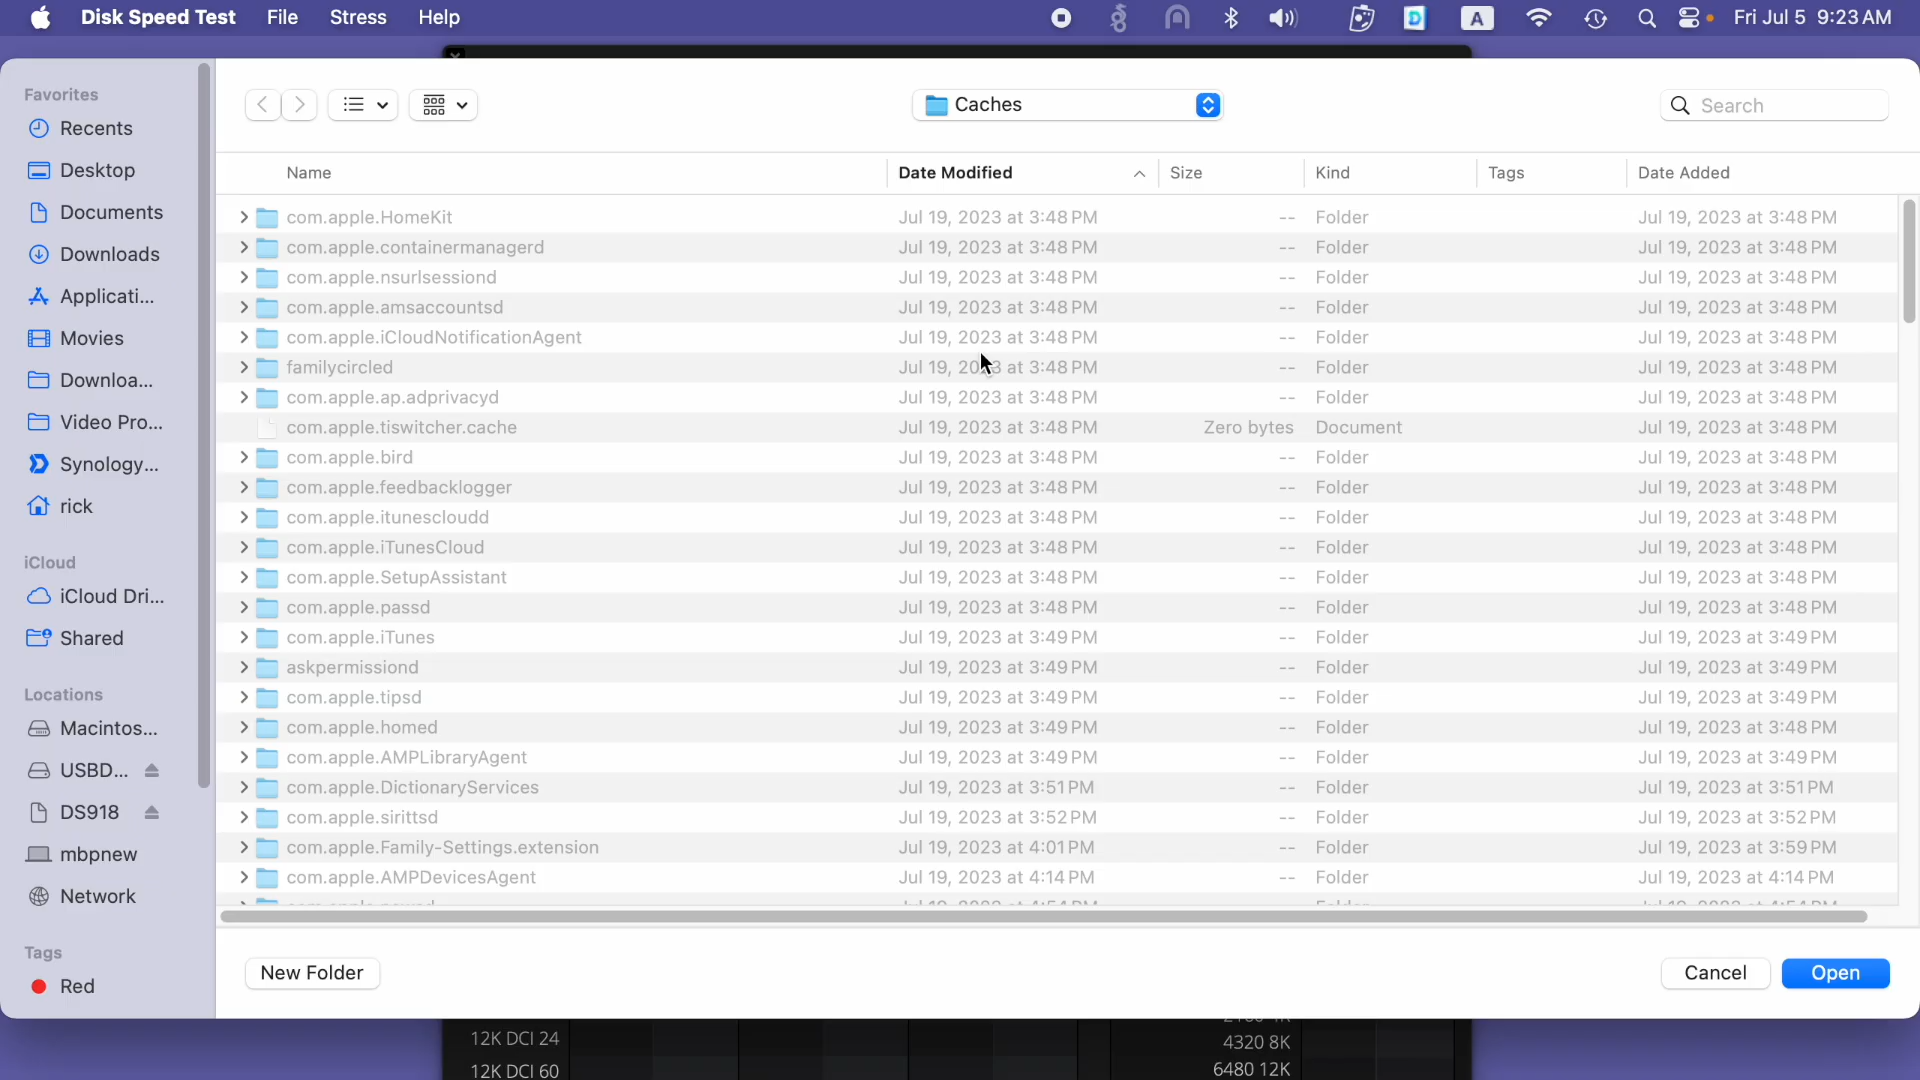 Disk Speed Test File Stress Help D A Fri Jul 5 9:23 AM
Favorites
Recents
Desktop
Documents
Downloads
Applicati...
Movies
Downloa...
Video Pro...
Synology...
rick
iCloud
iCloud Dri...
Shared
Locations
Macintos...
USBD...
DS918
mbpnew
Network
Tags
Red
Caches
Search
Name Date Modified Size Kind Tags Date Added
com.apple.HomeKit Jul 19, 2023 at 3:48 PM -- Folder Jul 19, 2023 at 3:48 PM
com.apple.containermanagerd Jul 19, 2023 at 3:48 PM -- Folder Jul 19, 2023 at 3:48 PM
com.apple.nsurlsessiond Jul 19, 2023 at 3:48 PM -- Folder Jul 19, 2023 at 3:48 PM
com.apple.amsaccountsd Jul 19, 2023 at 3:48 PM -- Folder Jul 19, 2023 at 3:48 PM
com.apple.iCloudNotificationAgent Jul 19, 2023 at 3:48 PM -- Folder Jul 19, 2023 at 3:48 PM
familycircled Jul 19, 2023 at 3:48 PM -- Folder Jul 19, 2023 at 3:48 PM
com.apple.ap.adprivacyd Jul 19, 2023 at 3:48 PM -- Folder Jul 19, 2023 at 3:48 PM
com.apple.tiswitcher.cache Jul 19, 2023 at 3:48 PM Zero bytes Document Jul 19, 2023 at 3:48 PM
com.apple.bird Jul 19, 2023 at 3:48 PM -- Folder Jul 19, 2023 at 3:48 PM
com.apple.feedbacklogger Jul 19, 2023 at 3:48 PM -- Folder Jul 19, 2023 at 3:48 PM
com.apple.itunescloudd Jul 19, 2023 at 3:48 PM -- Folder Jul 19, 2023 at 3:48 PM
com.apple.iTunesCloud Jul 19, 2023 at 3:48 PM -- Folder Jul 19, 2023 at 3:48 PM
com.apple.SetupAssistant Jul 19, 2023 at 3:48 PM -- Folder Jul 19, 2023 at 3:48 PM
com.apple.passd Jul 19, 2023 at 3:48 PM -- Folder Jul 19, 2023 at 3:48 PM
com.apple.iTunes Jul 19, 2023 at 3:49 PM -- Folder Jul 19, 2023 at 3:49 PM
askpermissiond Jul 19, 2023 at 3:49 PM -- Folder Jul 19, 2023 at 3:49 PM
com.apple.tipsd Jul 19, 2023 at 3:49 PM -- Folder Jul 19, 2023 at 3:49 PM
com.apple.homed Jul 19, 2023 at 3:49 PM -- Folder Jul 19, 2023 at 3:48 PM
com.apple.AMPLibraryAgent Jul 19, 2023 at 3:49 PM -- Folder Jul 19, 2023 at 3:49 PM
com.apple.DictionaryServices Jul 19, 2023 at 3:51 PM -- Folder Jul 19, 2023 at 3:51 PM
com.apple.sirittsd Jul 19, 2023 at 3:52 PM -- Folder Jul 19, 2023 at 3:52 PM
com.apple.Family-Settings.extension Jul 19, 2023 at 4:01 PM -- Folder Jul 19, 2023 at 3:59 PM
com.apple.AMPDevicesAgent Jul 19, 2023 at 4:14 PM -- Folder Jul 19, 2023 at 4:14 PM
New Folder Cancel Open
12K DCI 24
4320 8K
12K DCI 60
6480 12K